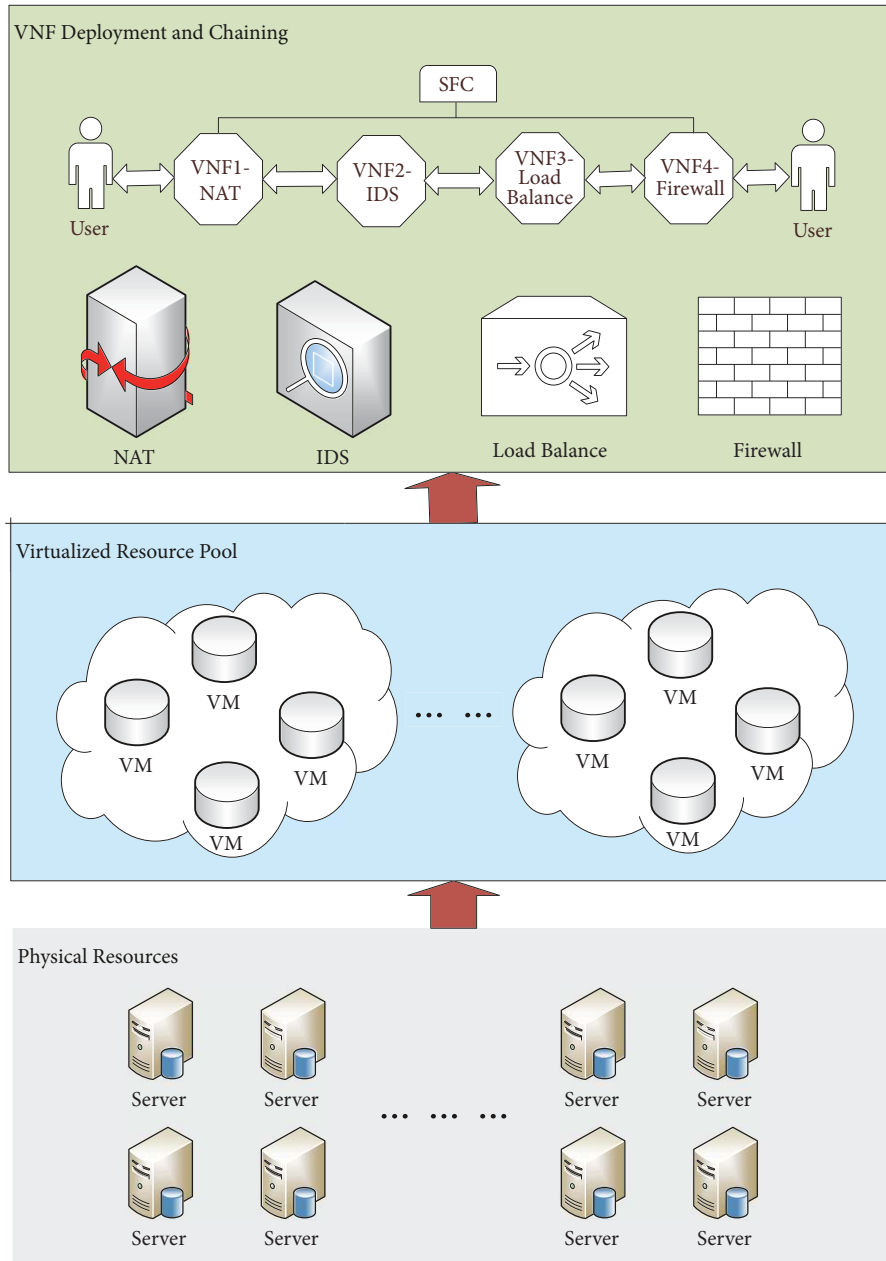 VNF Deployment and Chaining
SFC
VNF1-
NAT
VNF2-
IDS
VNF3-
Load
Balance
VNF4-
Firewall
User
User
NAT
IDS
Load Balance
Firewall
Virtualized Resource Pool
VM
VM
VM
VM
VM
VM
VM
VM
Physical Resources
Server
Server
Server
Server
Server
Server
Server
Server